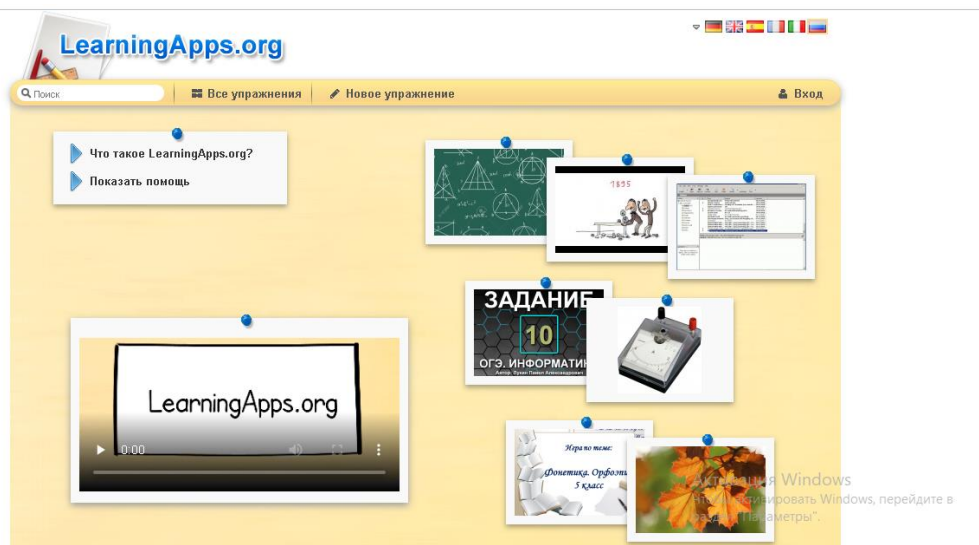 LearningApps.org
Поиск
Все упражнения
Новое упражнение
Вход
Что такое LearningApps.org?
Показать помощь
1895
ЗАДАНИЕ
10
ОГЭ. ИНФОРМАТИК
Игра по теме:
Фонетика. Орфоэпи
5 класс
LearningApps.org
0:00
Активация Windows
Чтобы активировать Windows, перейдите в
раздел "Параметры".